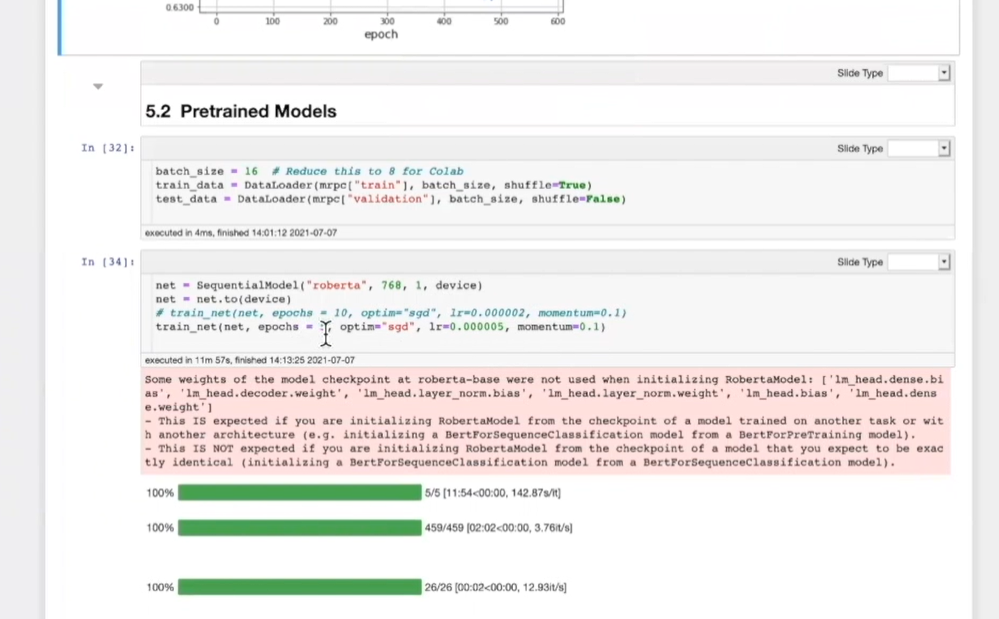 0.6300
0 100 200 300 400 500 600
epoch
Slide Type
5.2 Pretrained Models
In [32]:
Slide Type
batch_size = 16 # Reduce this to 8 for Colab
train_data = DataLoader(mrpc["train"], batch_size, shuffle=True)
test_data = DataLoader(mrpc["validation"], batch_size, shuffle=False)
executed in 4ms, finished 14:01:12 2021-07-07
In [34]:
Slide Type
net = SequentialModel("roberta", 768, 1, device)
net = net.to(device)
# train_net(net, epochs = 10, optim="sgd", lr=0.000002, momentum=0.1)
train_net(net, epochs = , optim="sgd", lr=0.000005, momentum=0.1)
executed in 11m 57s, finished 14:13:25 2021-07-07
Some weights of the model checkpoint at roberta-base were not used when initializing RobertaModel: ['lm_head.dense.bi
as', 'lm_head.decoder.weight', 'lm_head.layer_norm.bias', 'lm_head.layer_norm.weight', 'lm_head.bias', 'lm_head.dens
e.weight']
- This IS expected if you are initializing RobertaModel from the checkpoint of a model trained on another task or wit
h another architecture (e.g. initializing a BertForSequenceClassification model from a BertForPreTraining model).
- This IS NOT expected if you are initializing RobertaModel from the checkpoint of a model that you expect to be exac
tly identical (initializing a BertForSequenceClassification model from a BertForSequenceClassification model).
100% 5/5 [11:54<00:00, 142.87s/it]
100% 459/459 [02:02<00:00, 3.76it/s]
100% 26/26 [00:02<00:00, 12.93it/s]